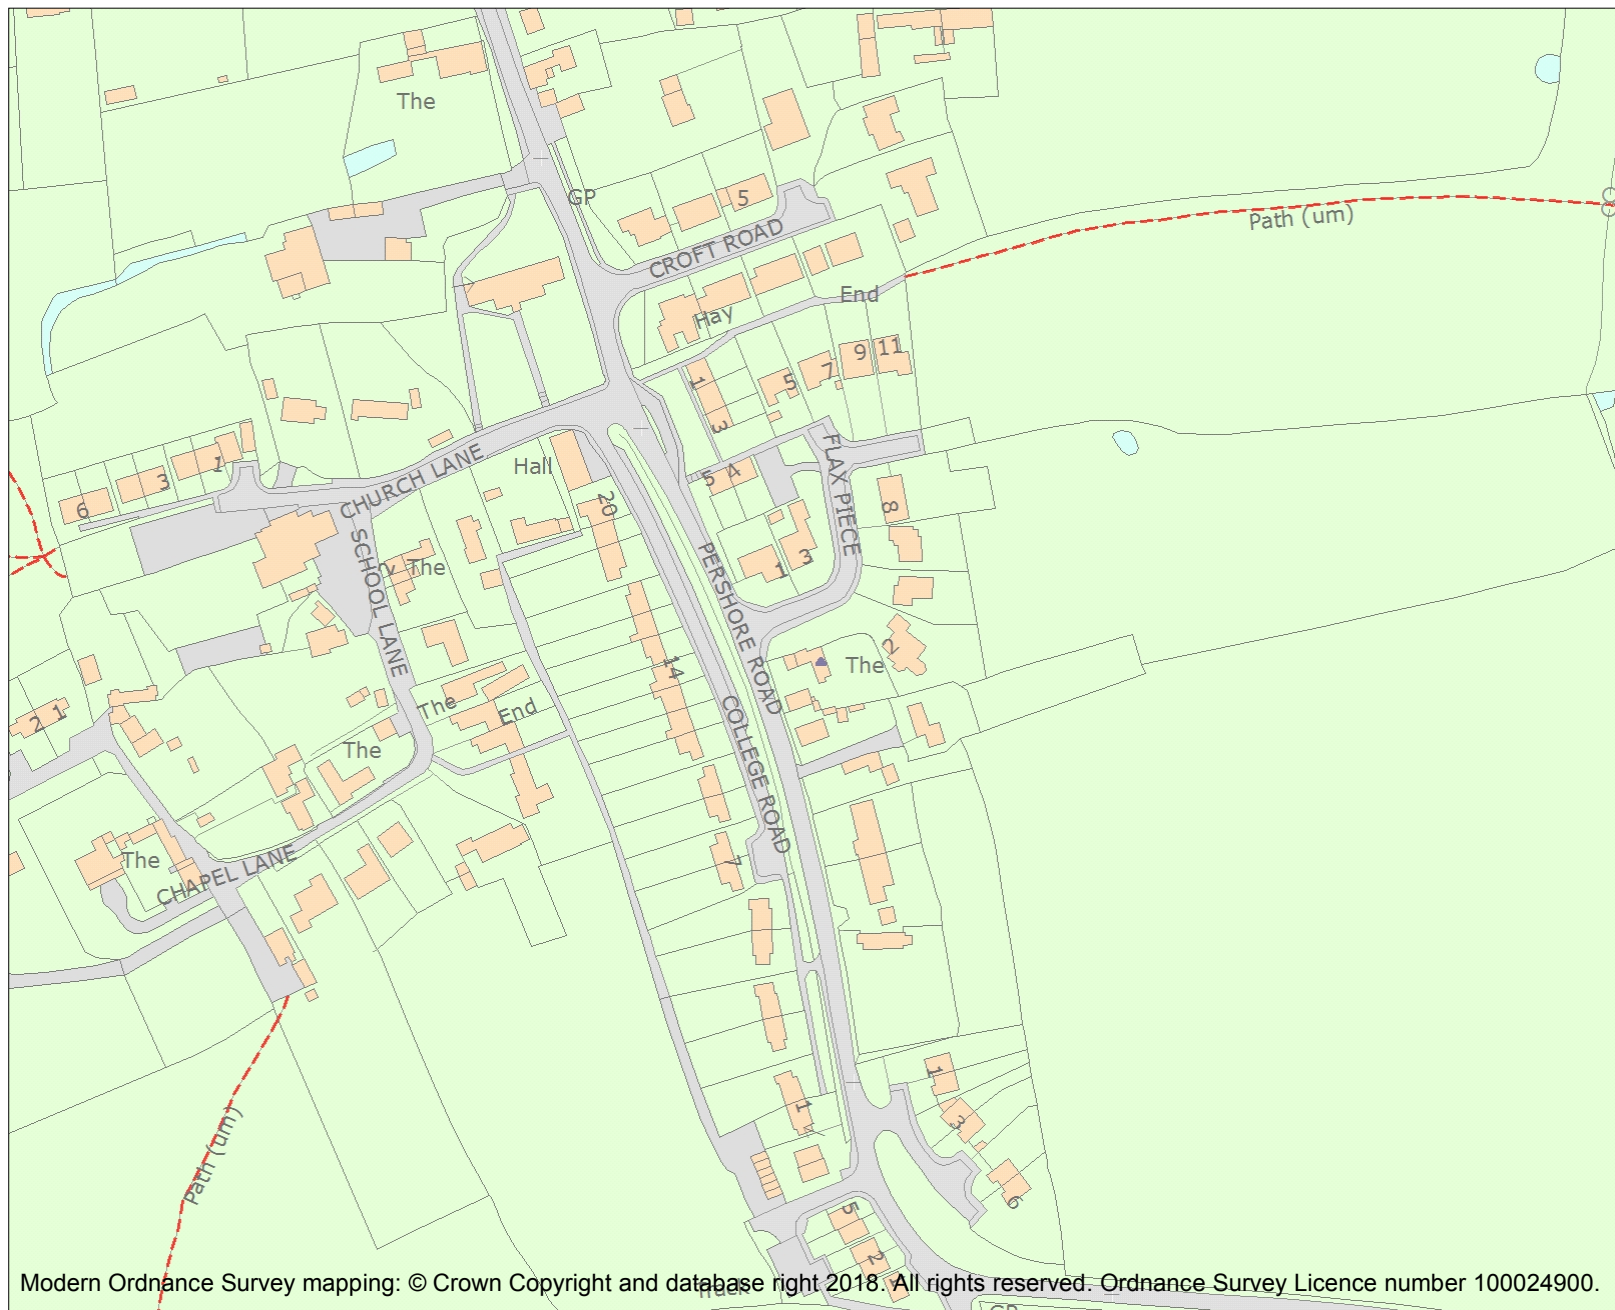 The
GP
5
CROFT ROAD
Path (um)
End
Hay
9
11
7
5
1
3
FLAX PIECE
CHURCH LANE
Hall
1
3
6
5
4
20
8
SCHOOL LANE
The
PERSHORE ROAD
3
1
2
The
14
2
1
The
End
The
COLLEGE ROAD
7
The
CHAPEL LANE
Path (um)
1
1
3
6
5
2
1
Track
GP
Modern Ordnance Survey mapping: © Crown Copyright and database right 2018. All rights reserved. Ordnance Survey Licence number 100024900.